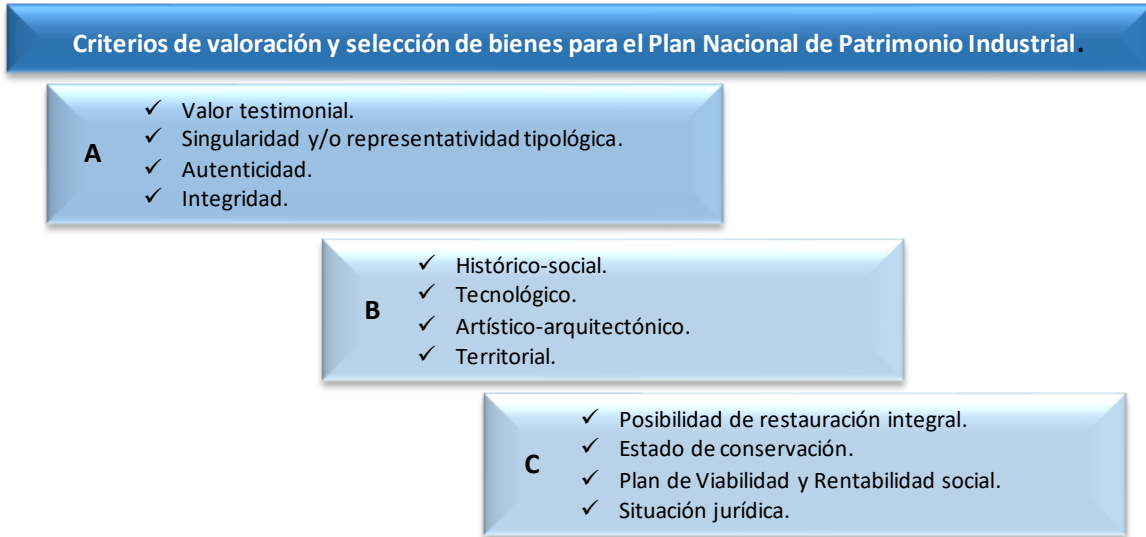 Criterios de valoración y selección de bienes para el Plan Nacional de Patrimonio Industrial.
A
✓ Valor testimonial.
✓ Singularidad y/o representatividad tipológica.
✓ Autenticidad.
✓ Integridad.
B
✓ Histórico-social.
✓ Tecnológico.
✓ Artístico-arquitectónico.
✓ Territorial.
C
✓ Posibilidad de restauración integral.
✓ Estado de conservación.
✓ Plan de Viabilidad y Rentabilidad social.
✓ Situación jurídica.